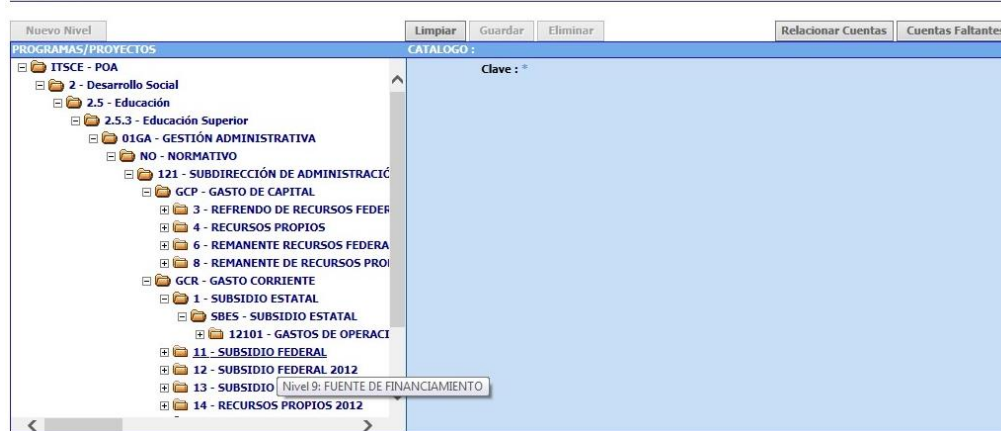 Nuevo Nivel Limpiar Guardar Eliminar Relacionar Cuentas Cuentas Faltantes
PROGRAMAS/PROYECTOS CATALOGO :
ITSCE - POA
Clave : *
2 - Desarrollo Social
2.5 - Educación
2.5.3 - Educación Superior
01GA - GESTIÓN ADMINISTRATIVA
NO - NORMATIVO
121 - SUBDIRECCIÓN DE ADMINISTRACIÓ
GCP - GASTO DE CAPITAL
3 - REFRENDO DE RECURSOS FEDER
4 - RECURSOS PROPIOS
6 - REMANENTE RECURSOS FEDERA
8 - REMANENTE DE RECURSOS PROI
GCR - GASTO CORRIENTE
1 - SUBSIDIO ESTATAL
SBES - SUBSIDIO ESTATAL
12101 - GASTOS DE OPERACI
11 - SUBSIDIO FEDERAL
12 - SUBSIDIO FEDERAL 2012
13 - SUBSIDIO Nivel 9: FUENTE DE FINANCIAMIENTO
14 - RECURSOS PROPIOS 2012